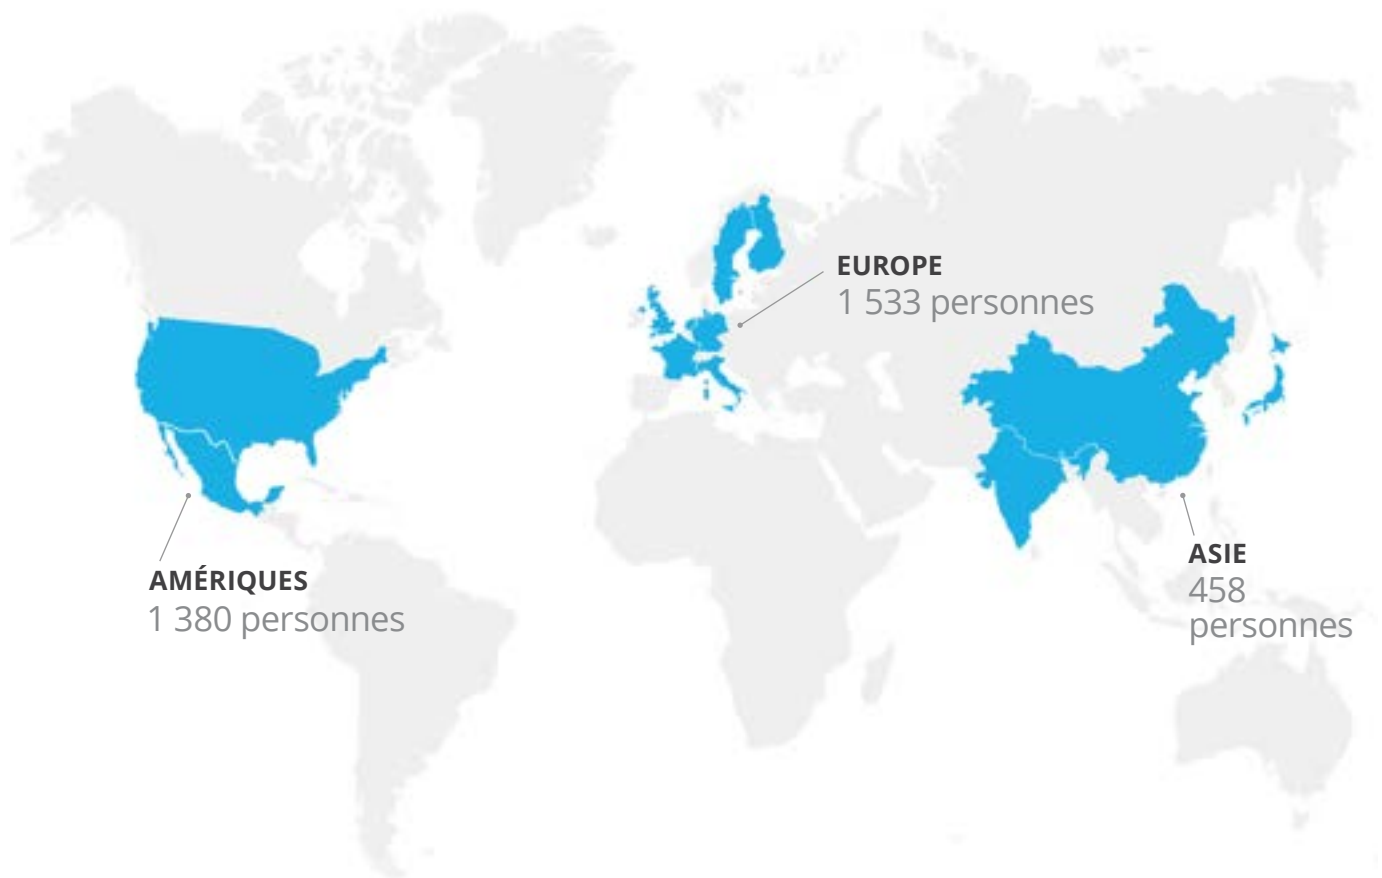 EUROPE
1 533 personnes
AMÉRIQUES
1 380 personnes
ASIE
458
personnes